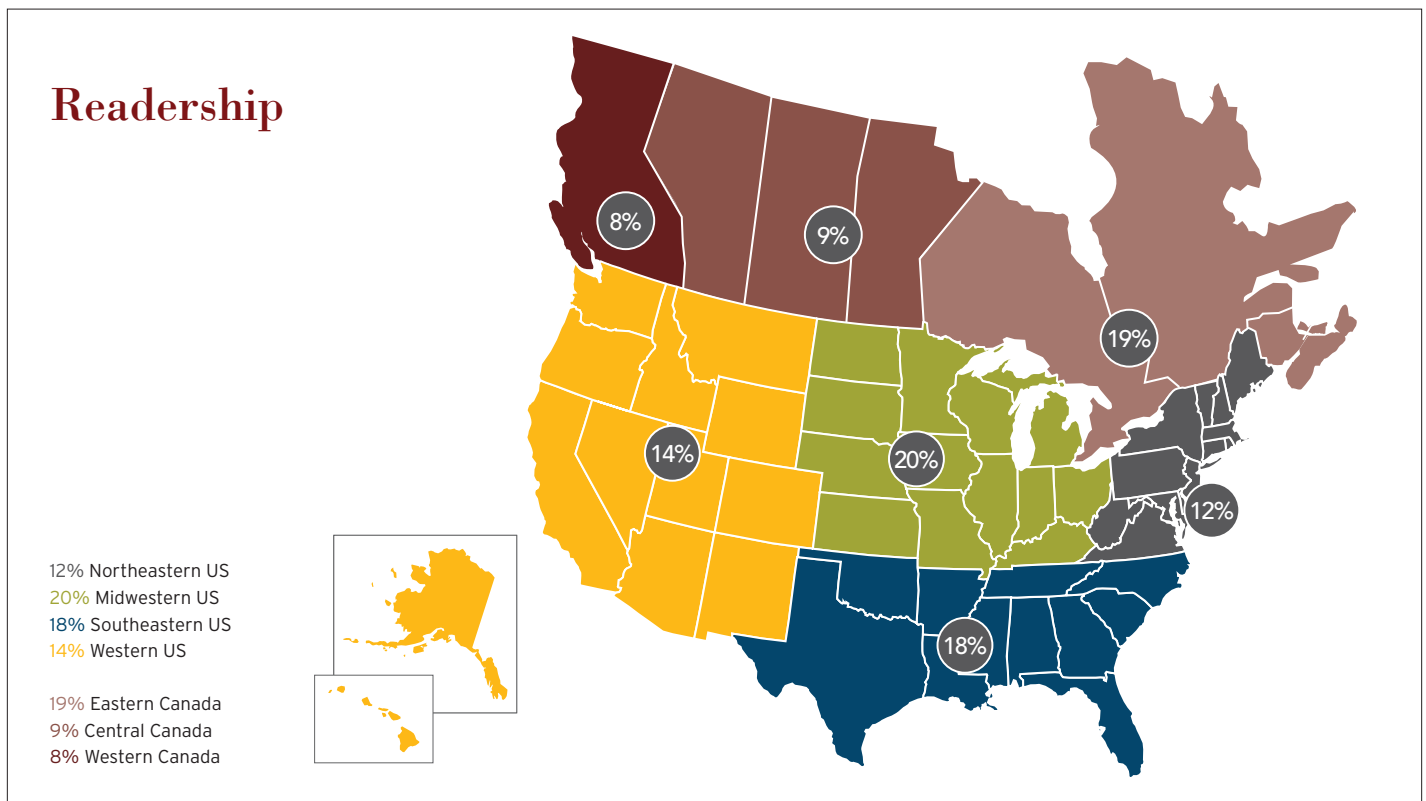 Readership
8%
9%
19%
14%
20%
12%
18%
12% Northeastern US
20% Midwestern US
18% Southeastern US
14% Western US
19% Eastern Canada
9% Central Canada
8% Western Canada